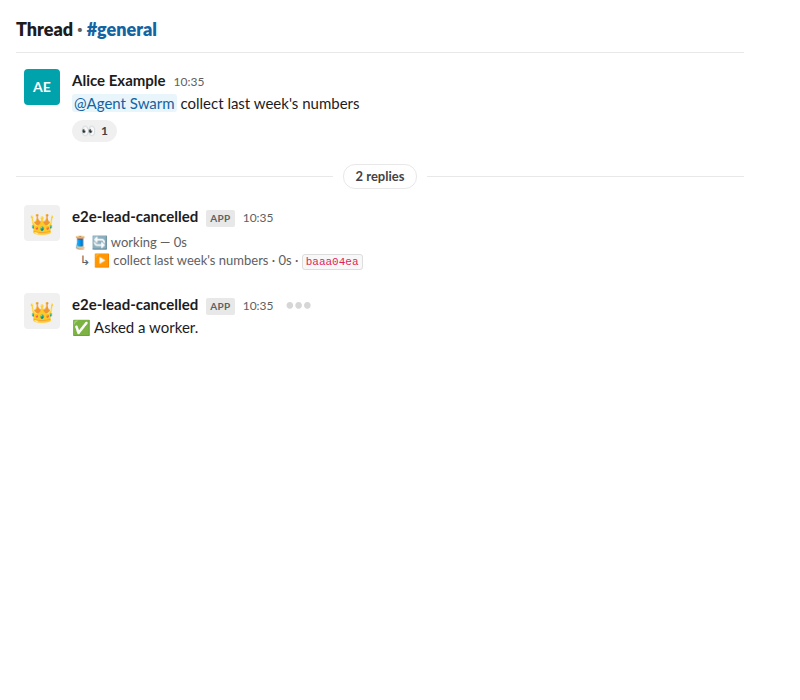 Thread • #general
AE
Alice Example 10:35
@Agent Swarm collect last week's numbers
👀 1
2 replies
e2e-lead-cancelled APP 10:35
🧵 🔄 working — 0s
↳ ▶️ collect last week's numbers · 0s · baaa04ea
e2e-lead-cancelled APP 10:35
✅ Asked a worker.